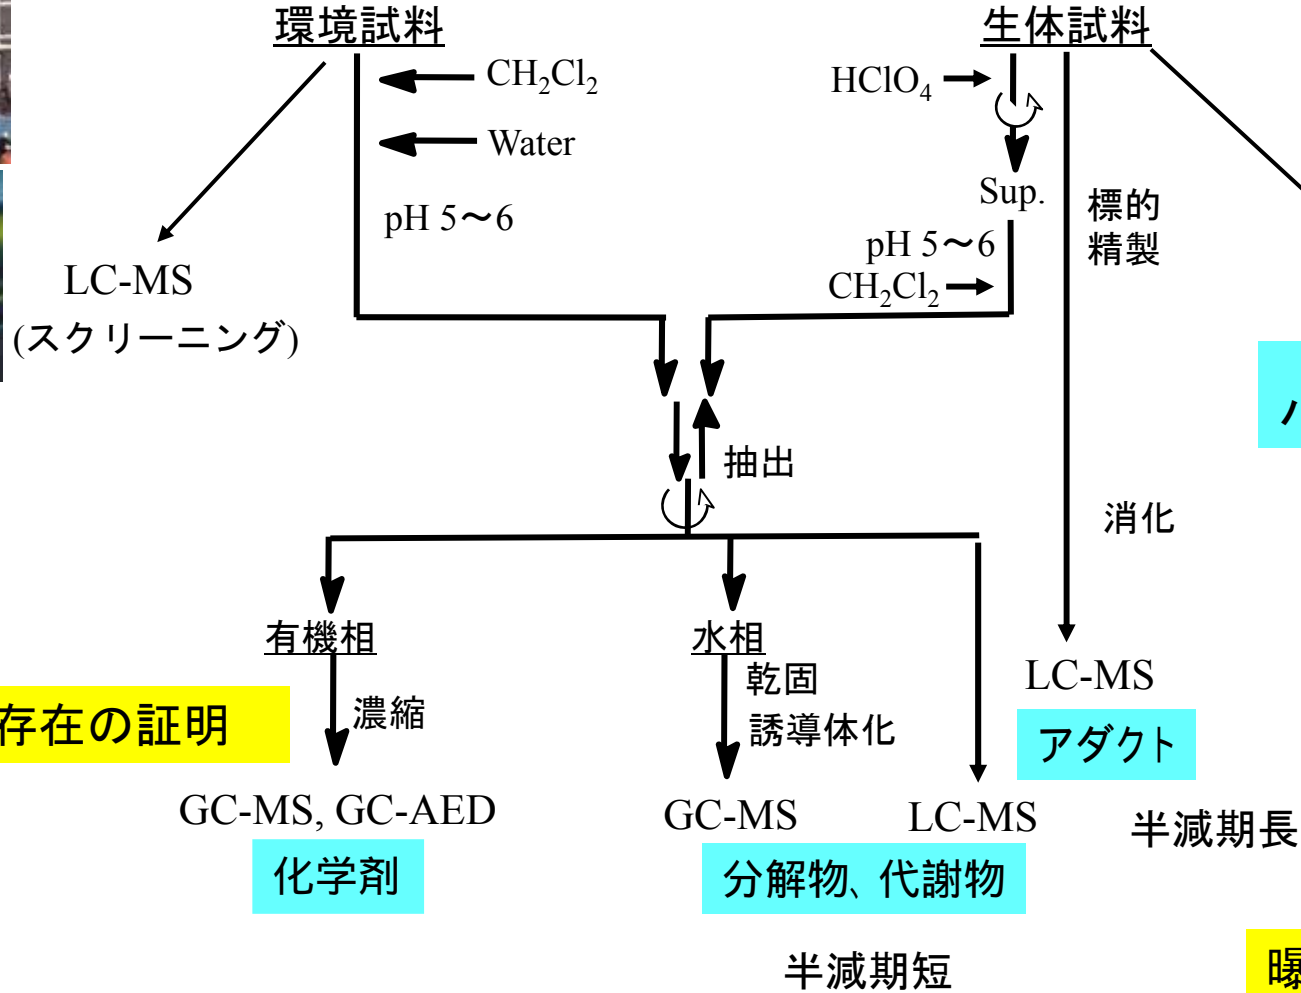 環境試料
生体試料
CH₂Cl₂
HClO₄
Water
pH 5～6
Sup.
標的
精製
pH 5～6
CH₂Cl₂
LC-MS
(スクリーニング)
抽出
消化
有機相
水相
LC-MS
乾固
濃縮
誘導体化
存在の証明
アダクト
GC-MS, GC-AED
GC-MS
LC-MS
半減期長
化学剤
分解物、代謝物
半減期短
曝